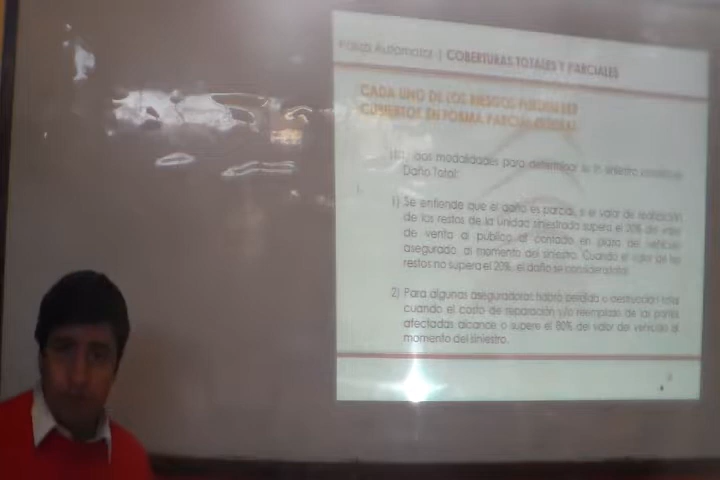 Automotor | COBERTURAS TOTALES Y PARCIALES
CADA UNO DE LOS RIESGOS PUEDEN SER
CUBIERTOS EN FORMA PARCIAL
dos modalidades para determinar si un siniestro constituye
Daño Total:
1) Se entiende que el daño es parcial, si el valor de realización
de los restos de la unidad siniestrada supera el 20% del valor
de venta al público al contado en plaza del vehículo
asegurado, al momento del siniestro. Cuando el valor de los
restos no supera el 20%, el daño se considera total.
2) Para algunas aseguradoras habrá pérdida o destrucción total
cuando el costo de reparación y/o reemplazo de las partes
afectadas alcance o supere el 80% del valor del vehículo al
momento del siniestro.